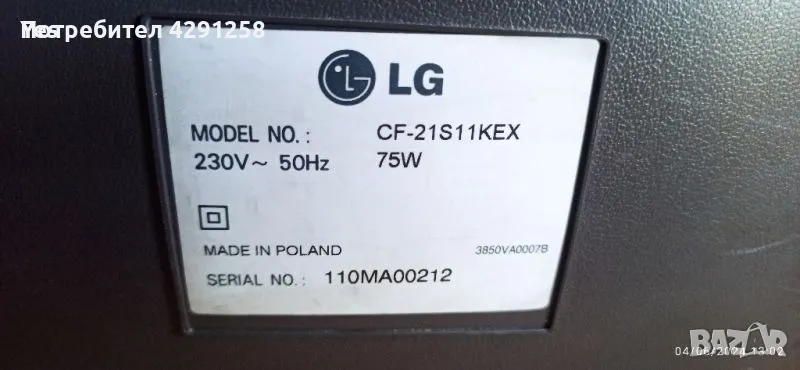 Потребител 4291258
LG
MODEL NO.: CF-21S11KEX
230V~ 50Hz 75W
MADE IN POLAND 3850VA0007B
SERIAL NO.: 110MA00212
BAZAR
04/06/2024 13:02